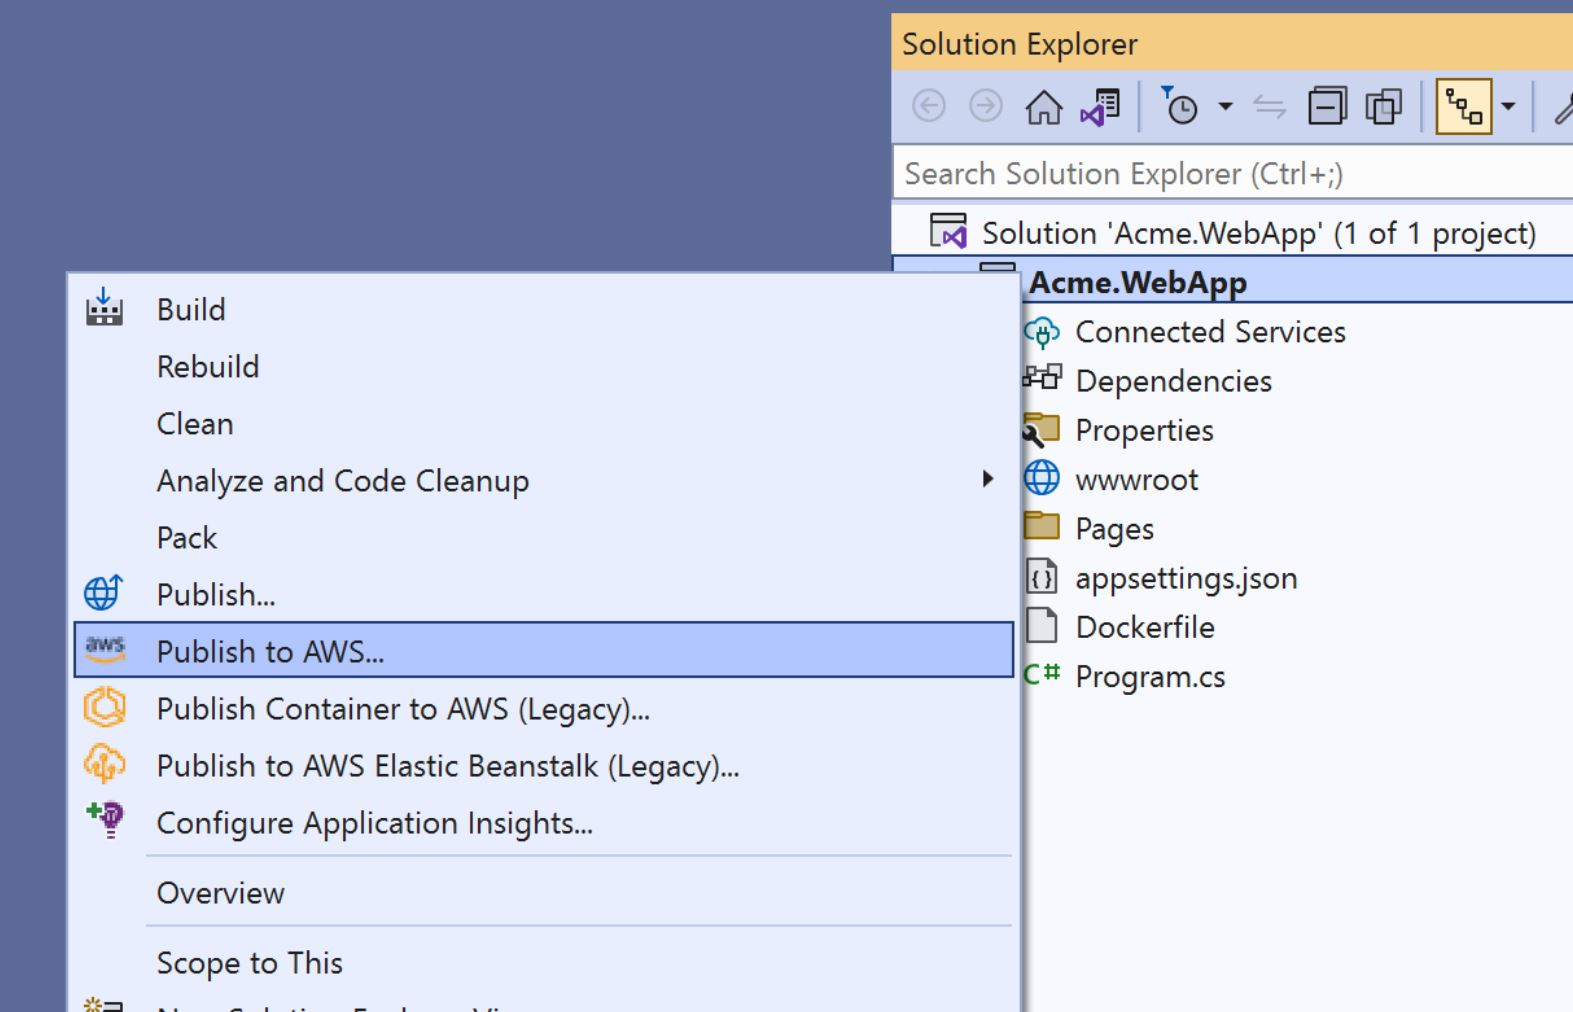 Solution Explorer
Search Solution Explorer (Ctrl+;)
Solution 'Acme.WebApp' (1 of 1 project)
Acme.WebApp
Connected Services
Dependencies
Properties
wwwroot
Pages
appsettings.json
Dockerfile
C# Program.cs
Build
Rebuild
Clean
Analyze and Code Cleanup
Pack
Publish...
aws Publish to AWS...
Publish Container to AWS (Legacy)...
Publish to AWS Elastic Beanstalk (Legacy)...
Configure Application Insights...
Overview
Scope to This